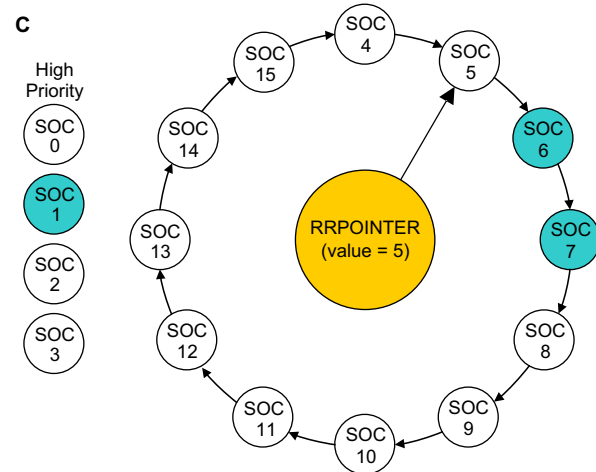 C
High
Priority
SOC
0
SOC
1
SOC
2
SOC
3
SOC
4
SOC
5
SOC
6
SOC
7
SOC
8
SOC
9
SOC
10
SOC
11
SOC
12
SOC
13
SOC
14
SOC
15
RRPOINTER
(value = 5)